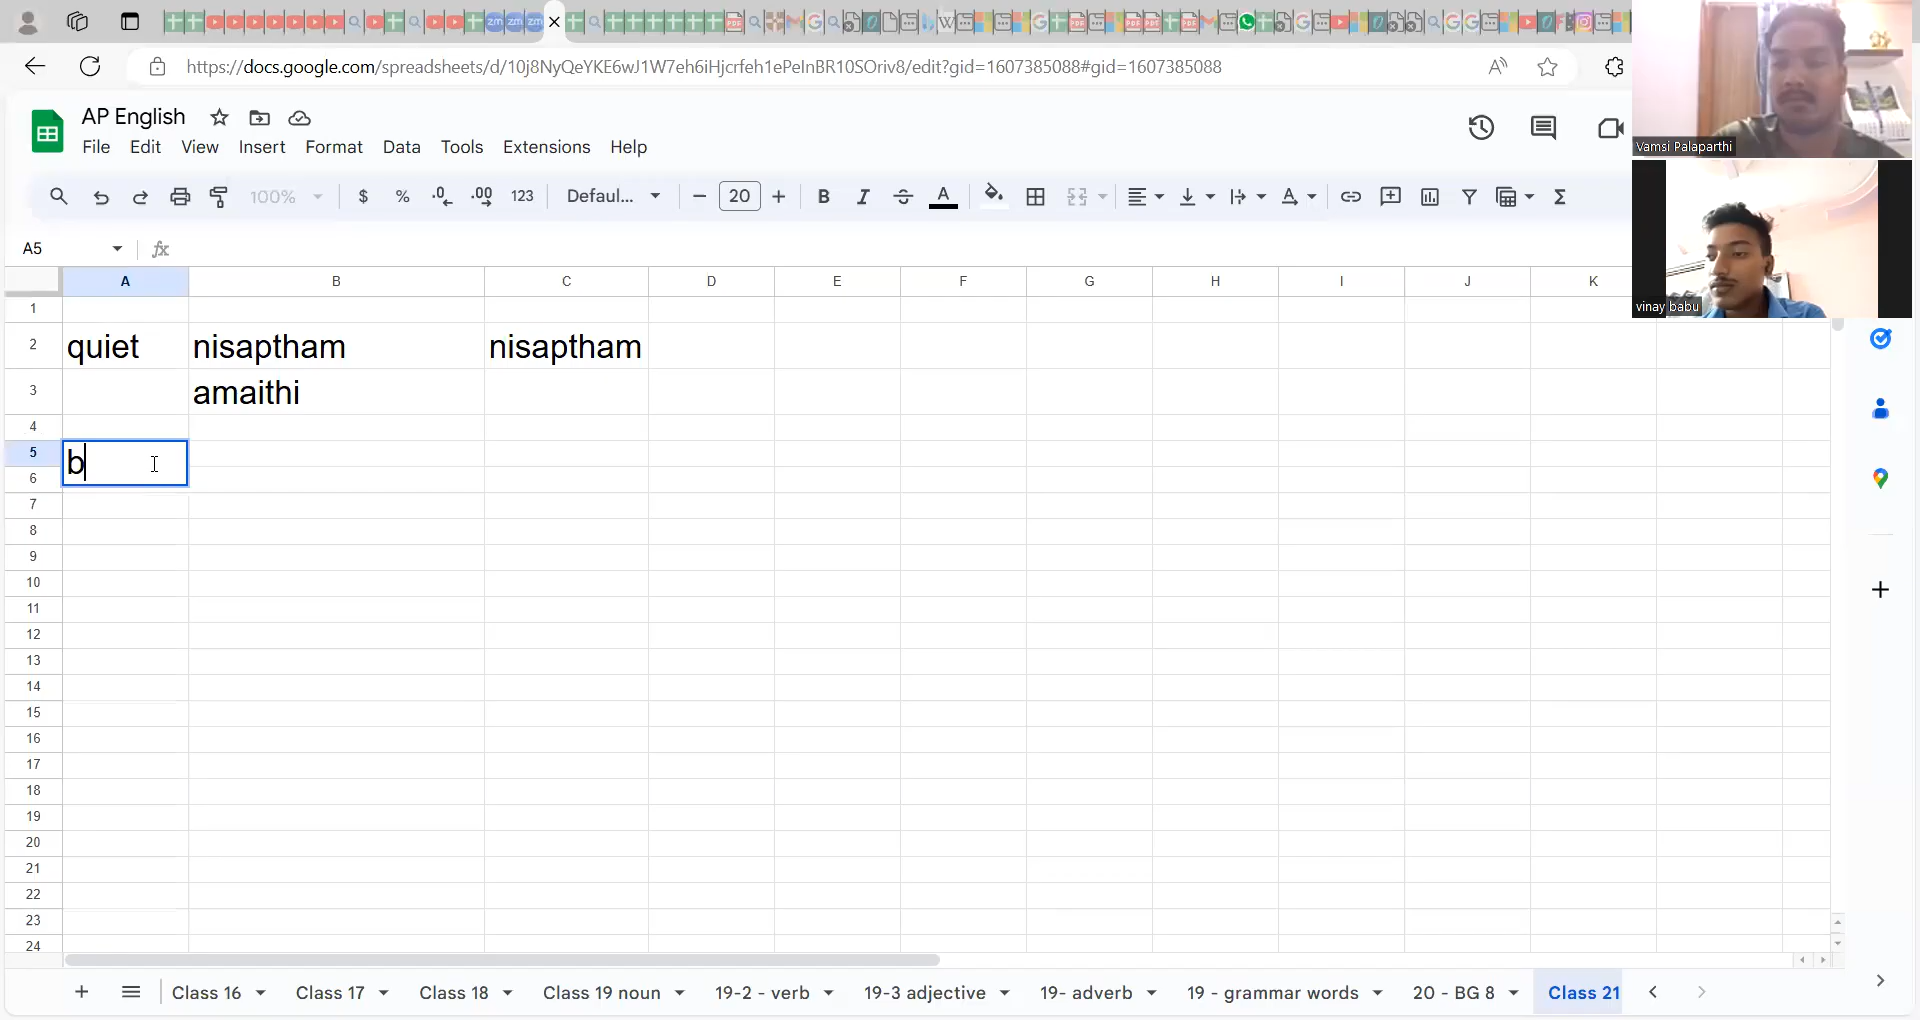 https://docs.google.com/spreadsheets/d/10j8NyQeYKE6wJ1W7eh6iHjcrfeh1ePeInBR10SOriv8/edit?gid=1607385088#gid=1607385088
AP English
File Edit View Insert Format Data Tools Extensions Help
100% $ % .0 .00 123 Defaul... 20 B I S A
A5 fx
A B C D E F G H I J K
1
2 quiet nisaptham nisaptham
3 amaithi
4
5 b
6
7
8
9
10
11
12
13
14
15
16
17
18
19
20
21
22
23
24
Class 16 Class 17 Class 18 Class 19 noun 19-2 - verb 19-3 adjective 19- adverb 19 - grammar words 20 - BG 8 Class 21
Vamsi Palaparthi
vinay babu